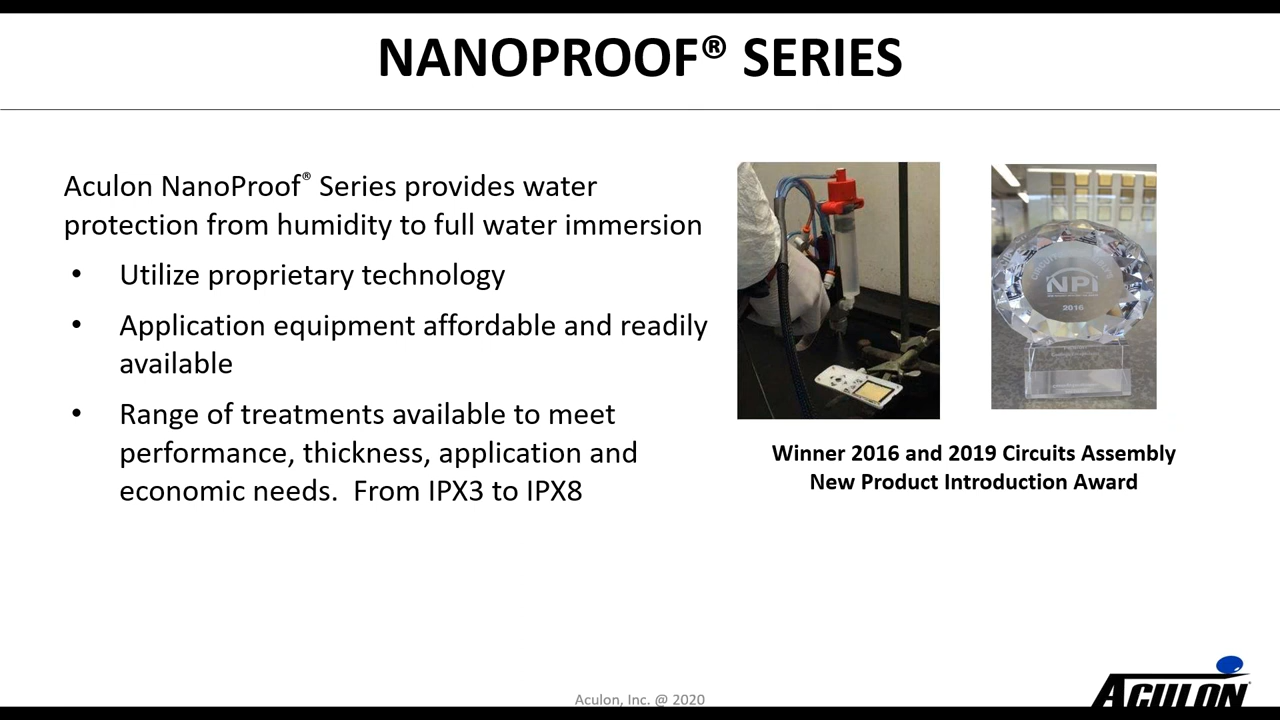 NANOPROOF® SERIES
Aculon NanoProof® Series provides water
protection from humidity to full water immersion
• Utilize proprietary technology
• Application equipment affordable and readily
available
• Range of treatments available to meet
performance, thickness, application and
economic needs.  From IPX3 to IPX8
NPI
2016
Winner 2016 and 2019 Circuits Assembly
New Product Introduction Award
Aculon, Inc. @ 2020
ACULON